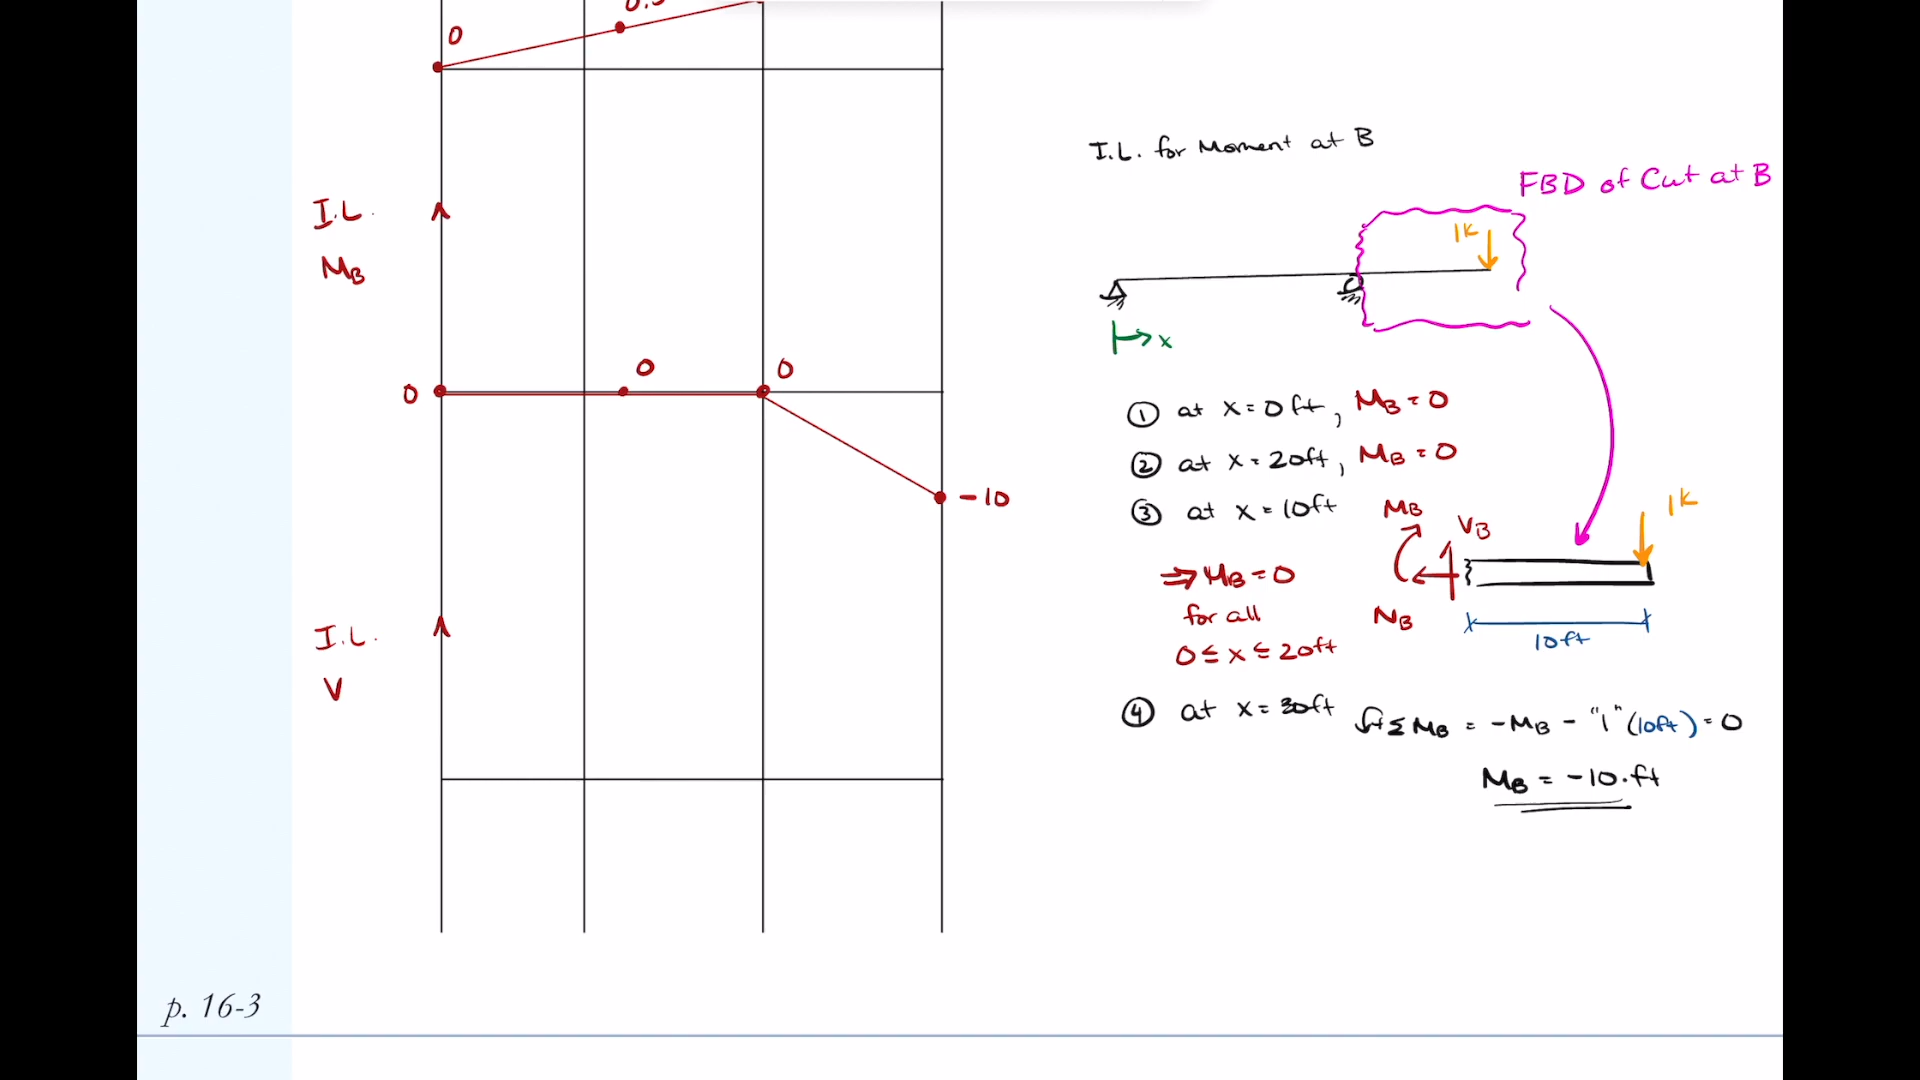 0
I.L.
MB
0
0
0
-10
I.L.
V
p. 16-3
I.L. for Moment at B
FBD of Cut at B
1K
x
① at x=0ft, MB=0
② at x=20ft, MB=0
③ at x=10ft
MB
VB
NB
1K
10ft
⇒ MB=0
for all
0≤x≤20ft
④ at x=30ft
+ΣMB = -MB - "1"(10ft) = 0
MB = -10.ft